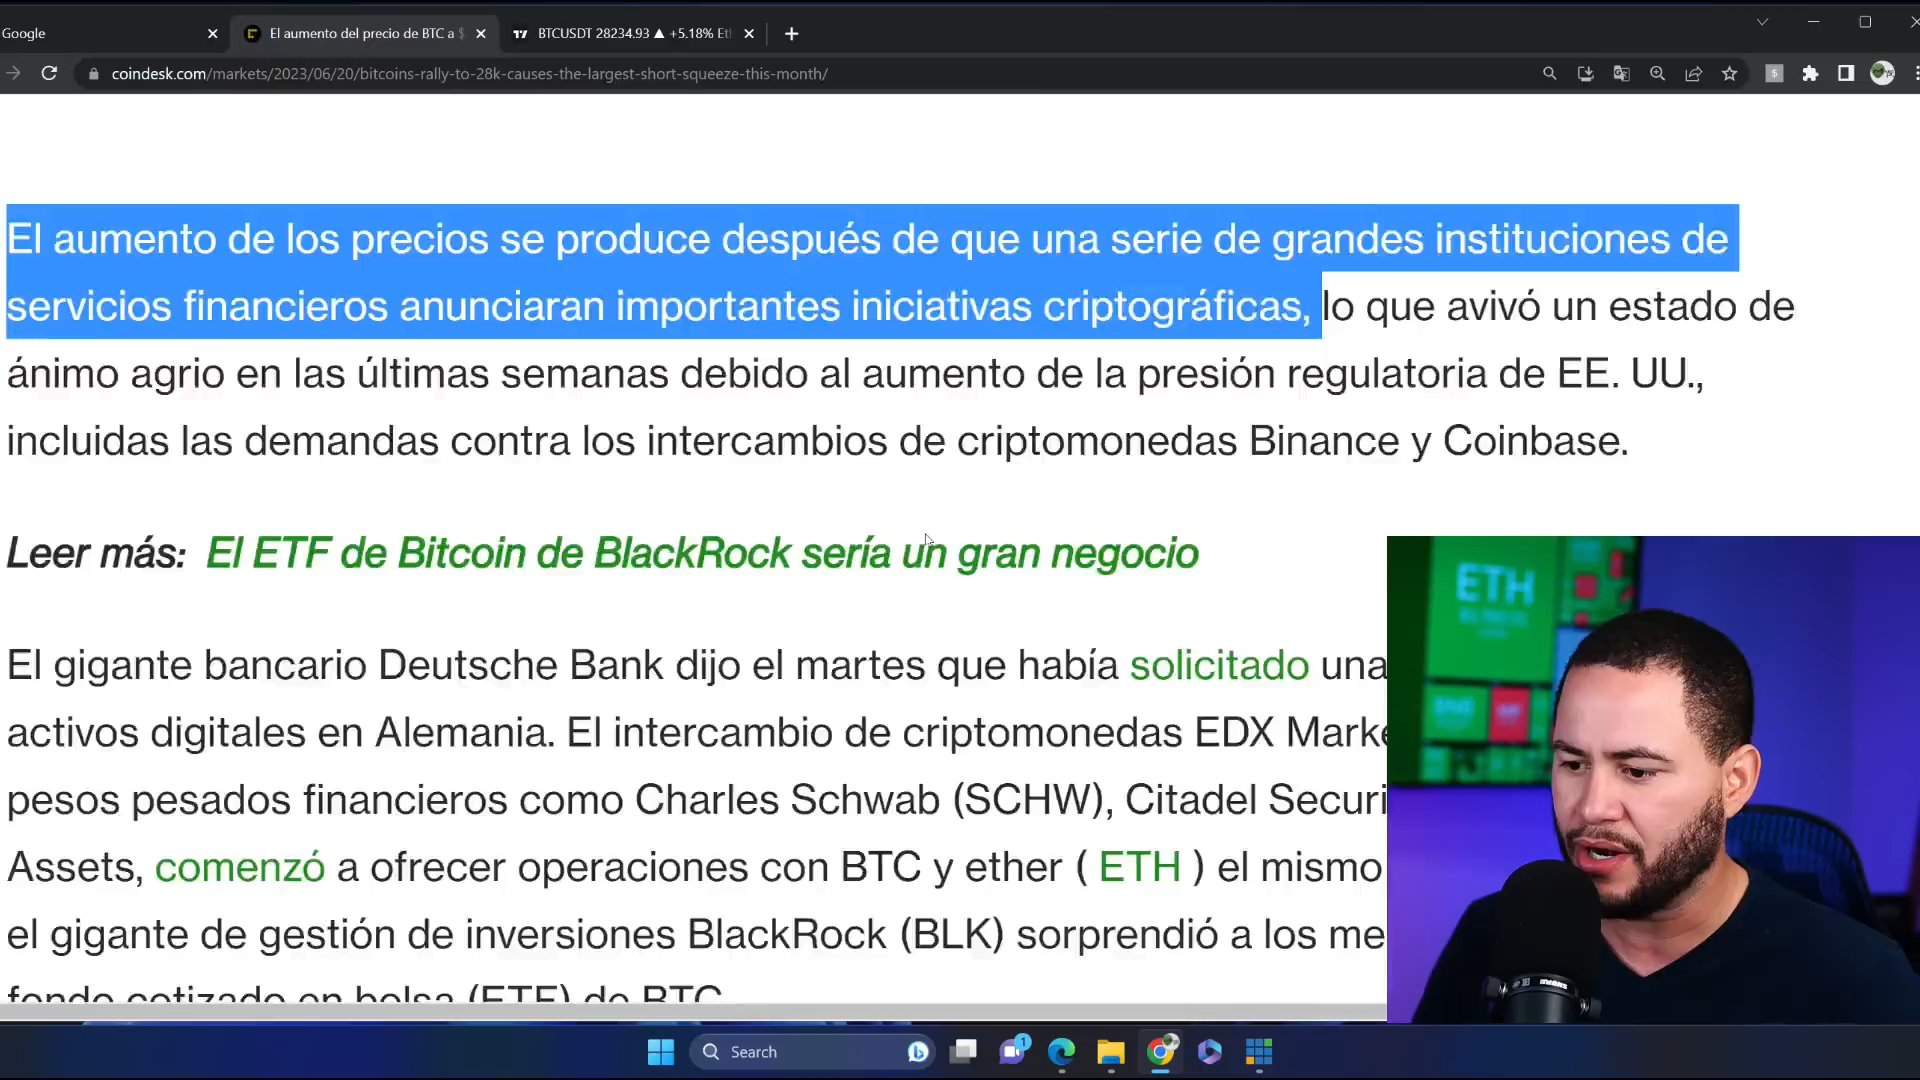 Google
El aumento del precio de BTC a $
BTCUSDT 28234.93 ▲ +5.18% Et
coindesk.com/markets/2023/06/20/bitcoins-rally-to-28k-causes-the-largest-short-squeeze-this-month/
El aumento de los precios se produce después de que una serie de grandes instituciones de
servicios financieros anunciaran importantes iniciativas criptográficas, lo que avivó un estado de
ánimo agrio en las últimas semanas debido al aumento de la presión regulatoria de EE. UU.,
incluidas las demandas contra los intercambios de criptomonedas Binance y Coinbase.
Leer más: El ETF de Bitcoin de BlackRock sería un gran negocio
El gigante bancario Deutsche Bank dijo el martes que había solicitado una
activos digitales en Alemania. El intercambio de criptomonedas EDX Marke
pesos pesados financieros como Charles Schwab (SCHW), Citadel Securi
Assets, comenzó a ofrecer operaciones con BTC y ether ( ETH ) el mismo
el gigante de gestión de inversiones BlackRock (BLK) sorprendió a los me
fondo cotizado en bolsa (ETF) de BTC
ETH
Search
1